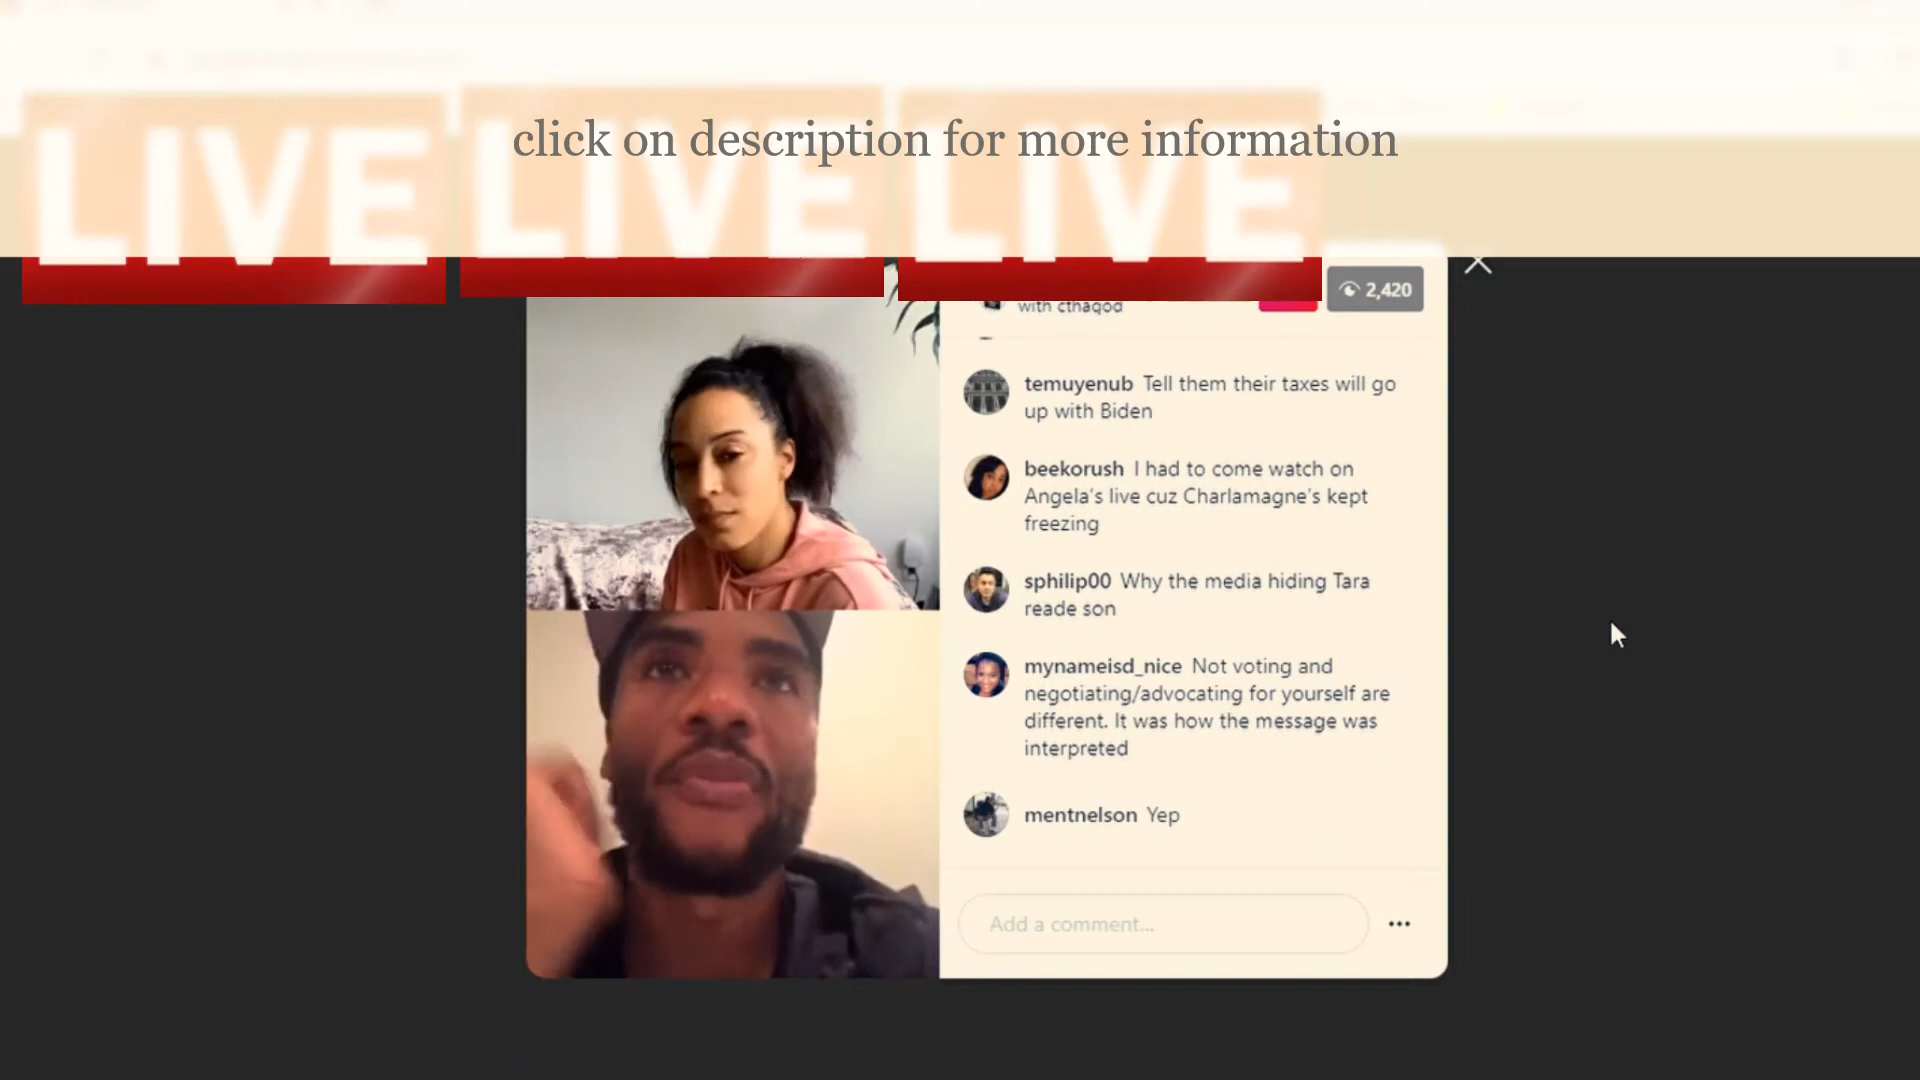 LIVE LIVE LIVE
click on description for more information
2,420
with cthagod
temuyenub Tell them their taxes will go
up with Biden
beekorush I had to come watch on
Angela's live cuz Charlamagne's kept
freezing
sphilip00 Why the media hiding Tara
reade son
mynameisd_nice Not voting and
negotiating/advocating for yourself are
different. It was how the message was
interpreted
mentnelson Yep
Add a comment...